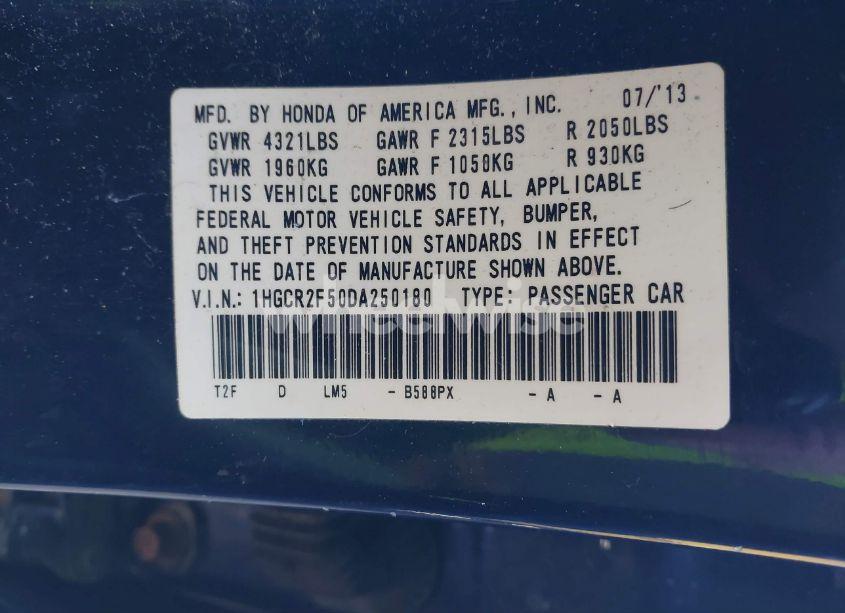 MFD. BY HONDA OF AMERICA MFG., INC. 07/'13
GVWR 4321LBS GAWR F 2315LBS R 2050LBS
GVWR 1960KG GAWR F 1050KG R 930KG
THIS VEHICLE CONFORMS TO ALL APPLICABLE
FEDERAL MOTOR VEHICLE SAFETY, BUMPER,
AND THEFT PREVENTION STANDARDS IN EFFECT
ON THE DATE OF MANUFACTURE SHOWN ABOVE.
V.I.N.: 1HGCR2F50DA250180 TYPE: PASSENGER CAR
wheelwise
T2F D LM5 - B588PX - A - A